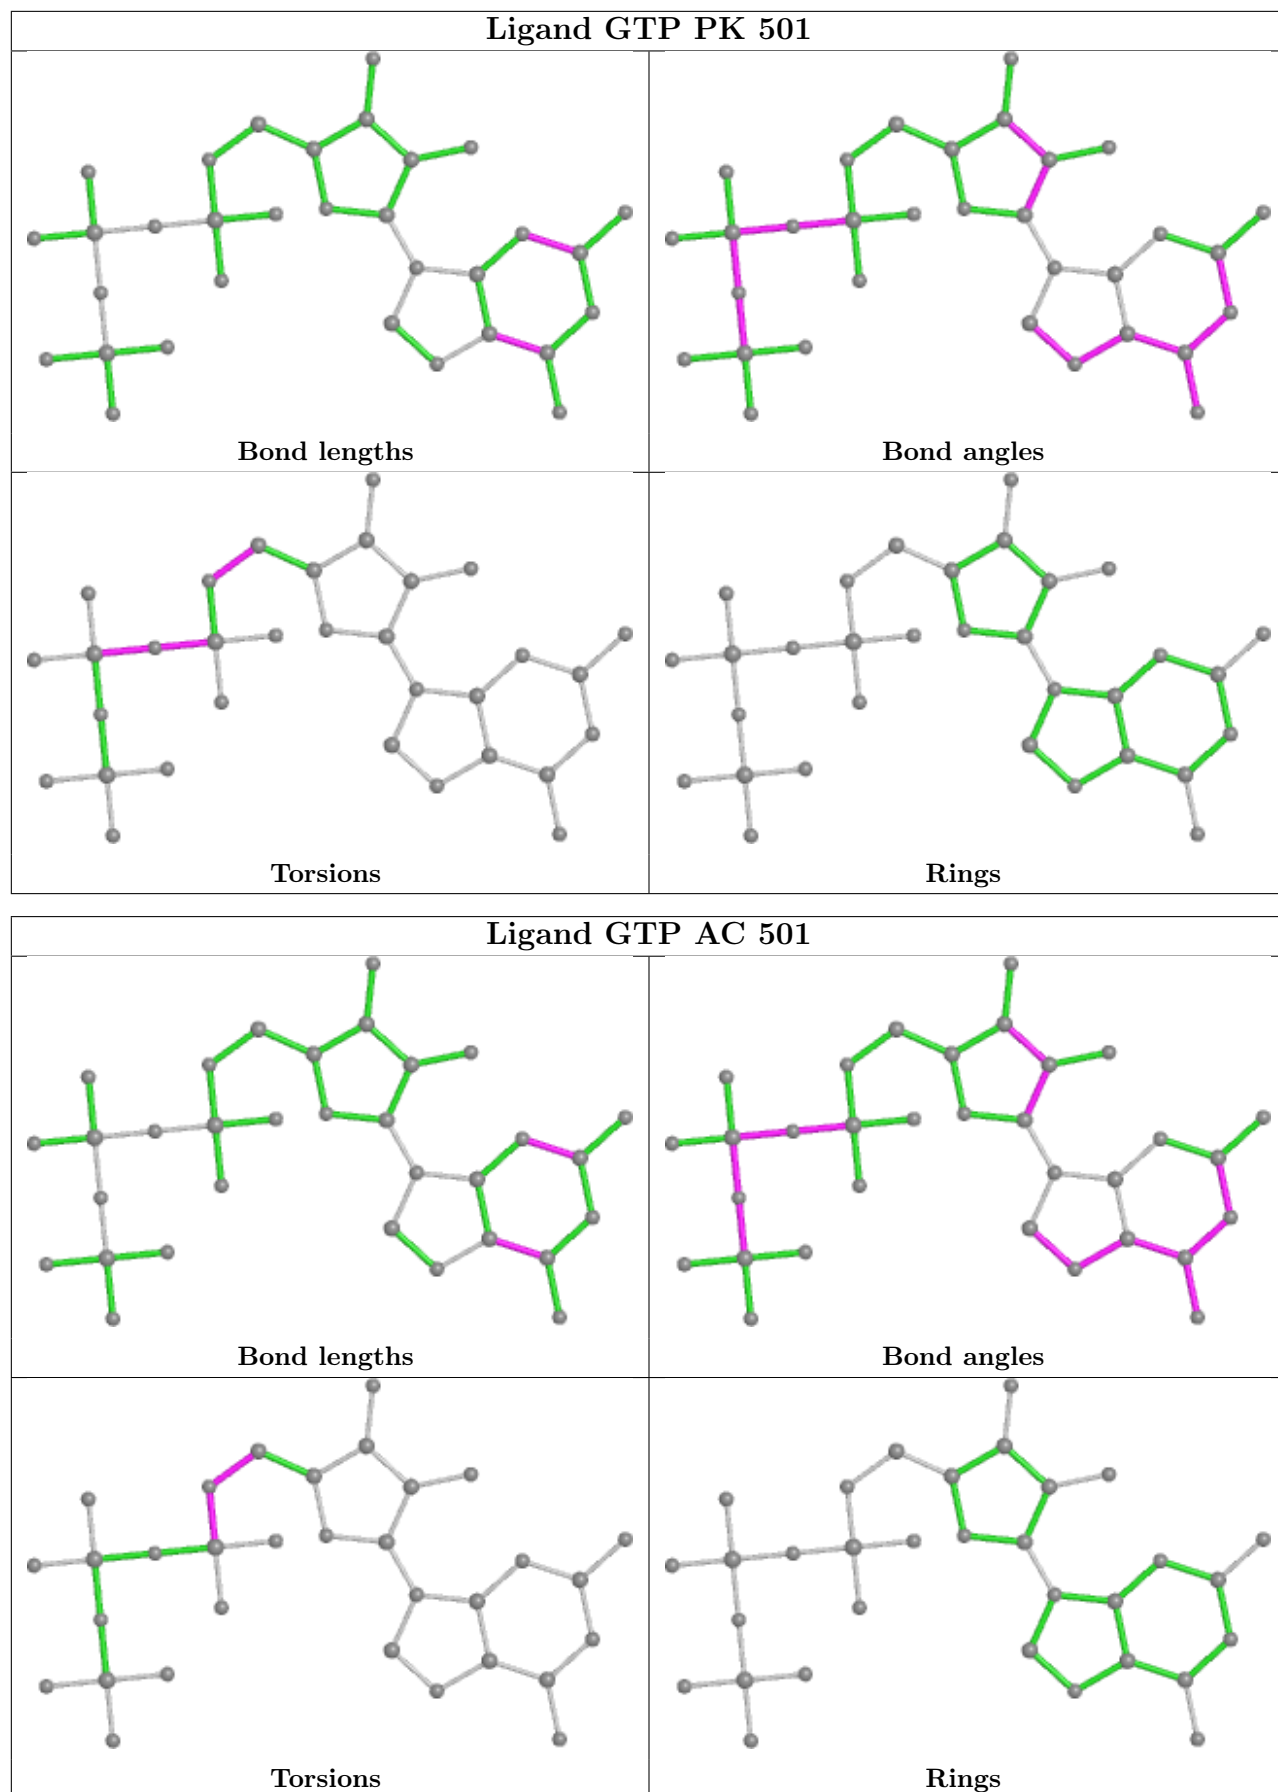 Ligand GTP PK 501
Bond lengths
Bond angles
Torsions
Rings
Ligand GTP AC 501
Bond lengths
Bond angles
Torsions
Rings